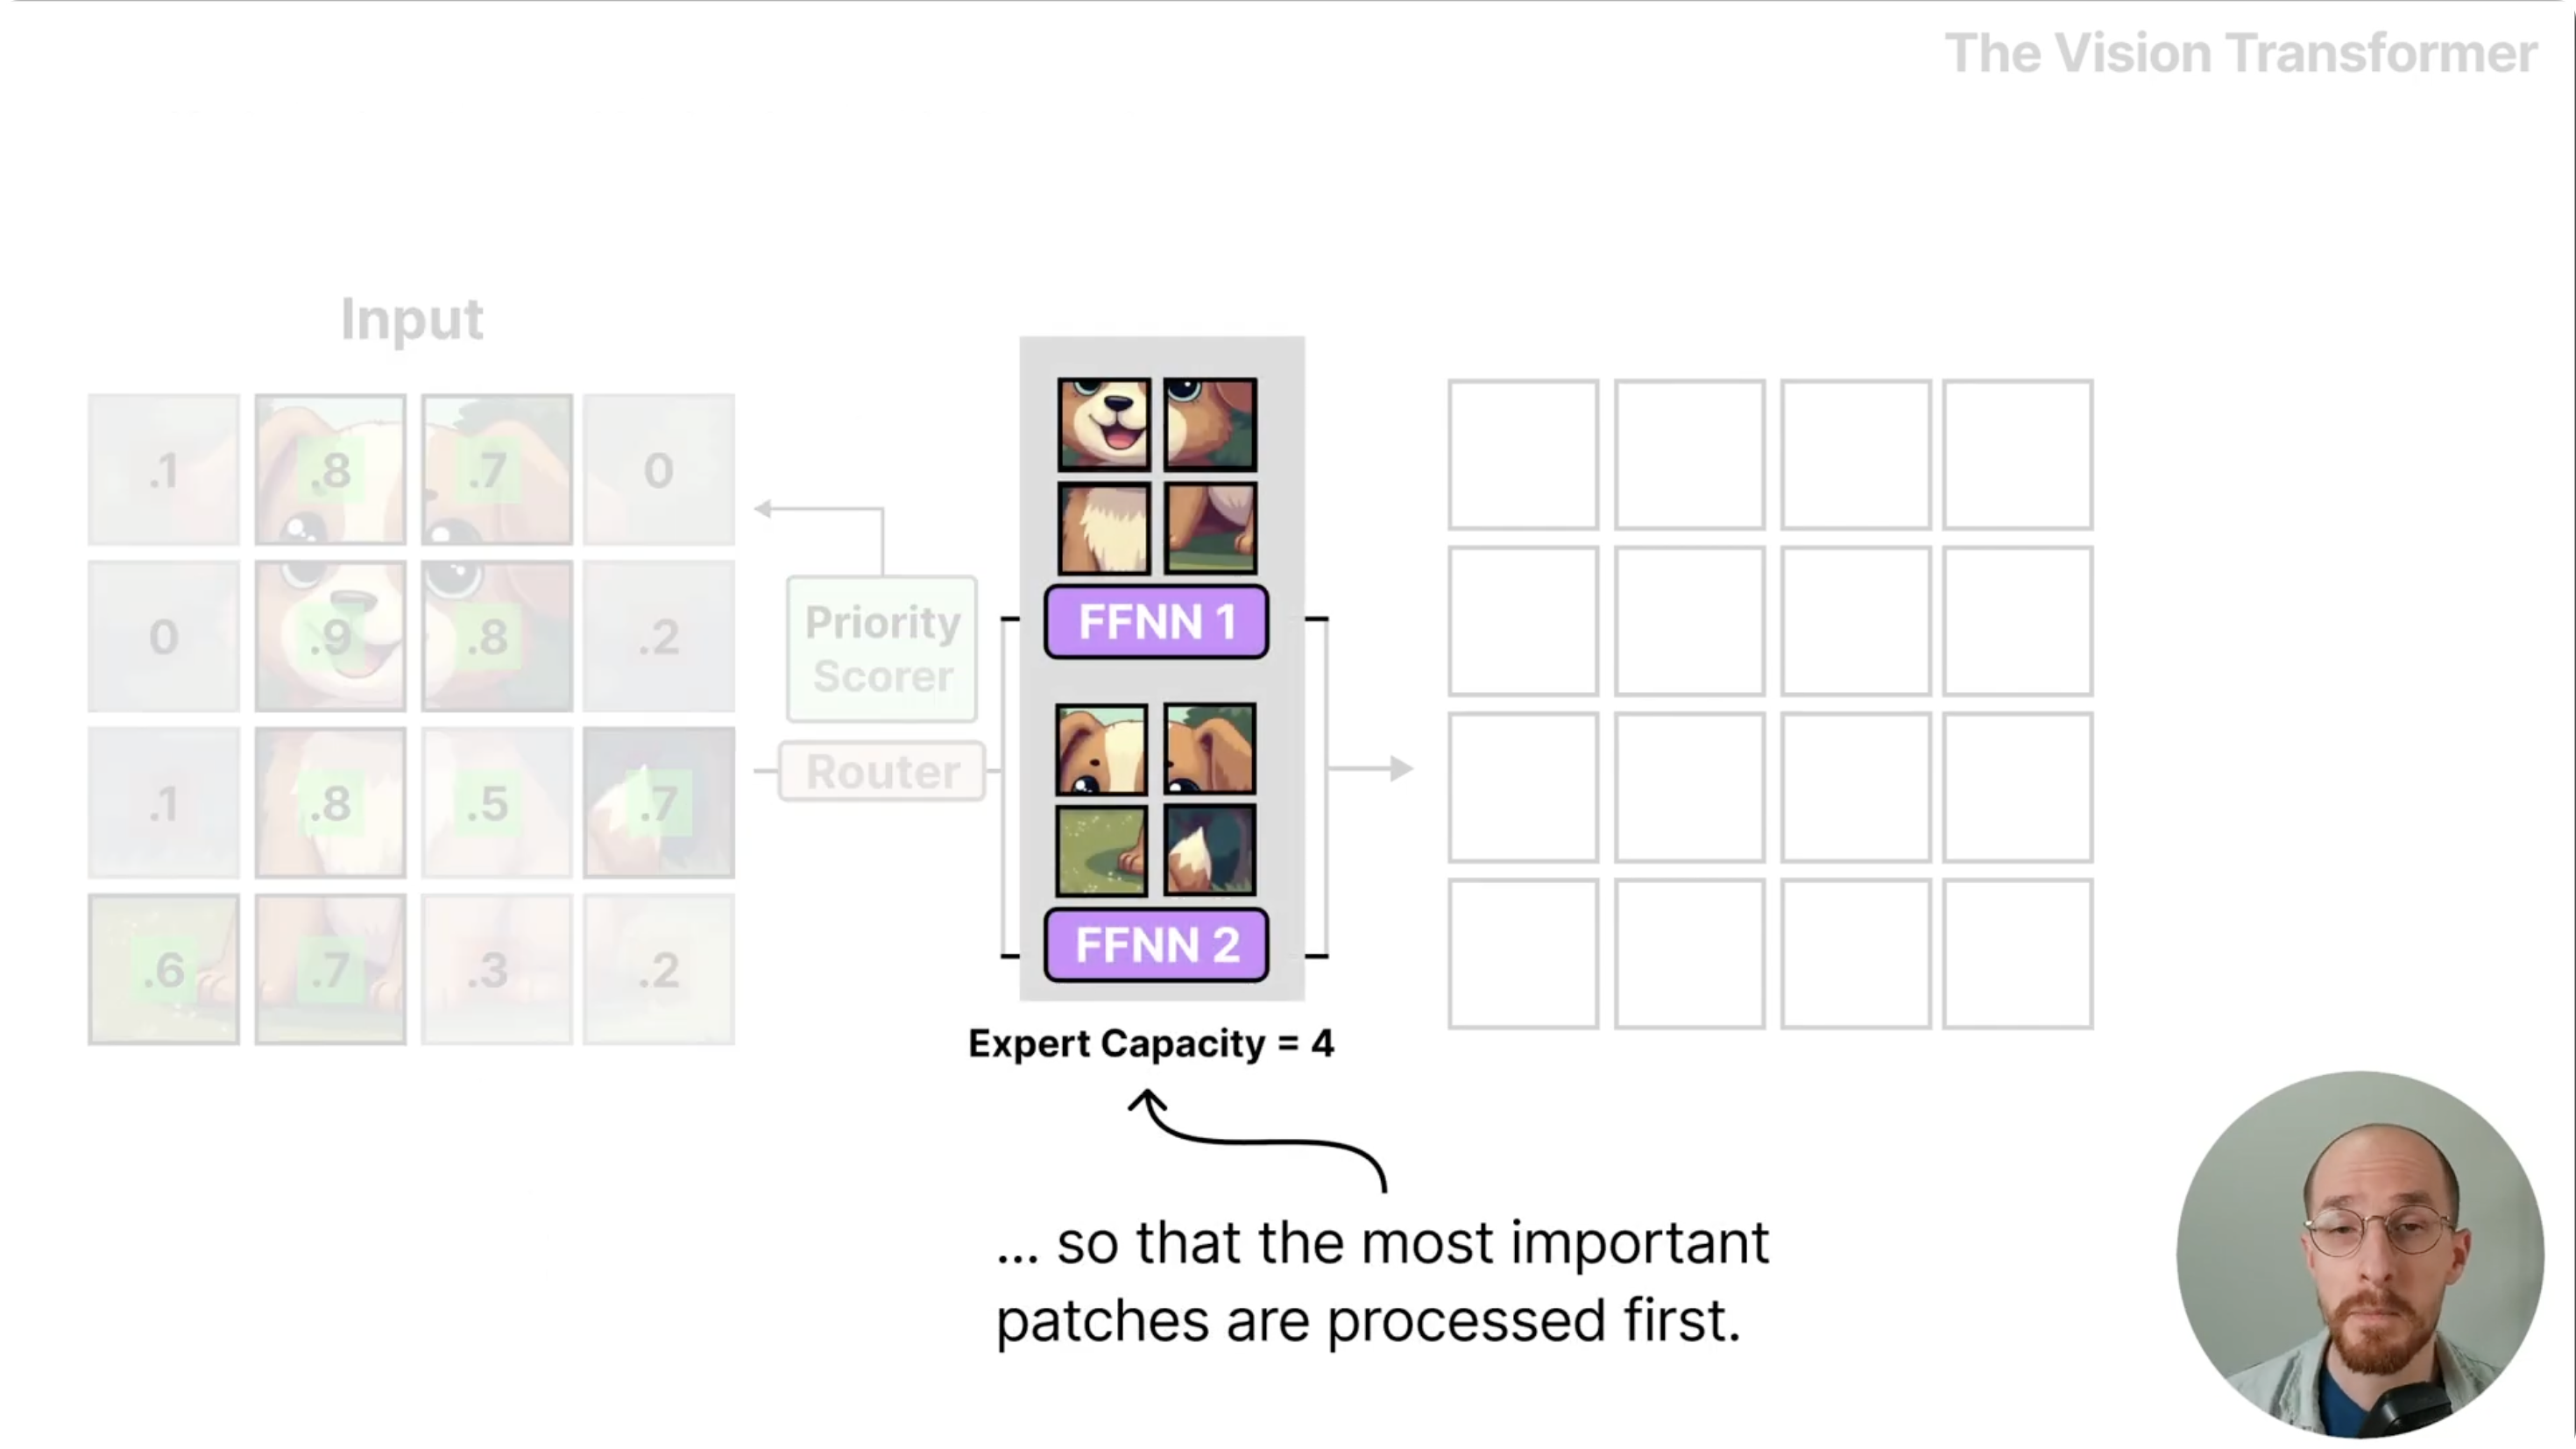 The Vision Transformer
Input
.1 .8 .7 0
0 .9 .8 .2
.1 .8 .5 .7
.6 .7 .3 .2
Priority
Scorer
Router
FFNN 1
FFNN 2
Expert Capacity = 4
... so that the most important
patches are processed first.